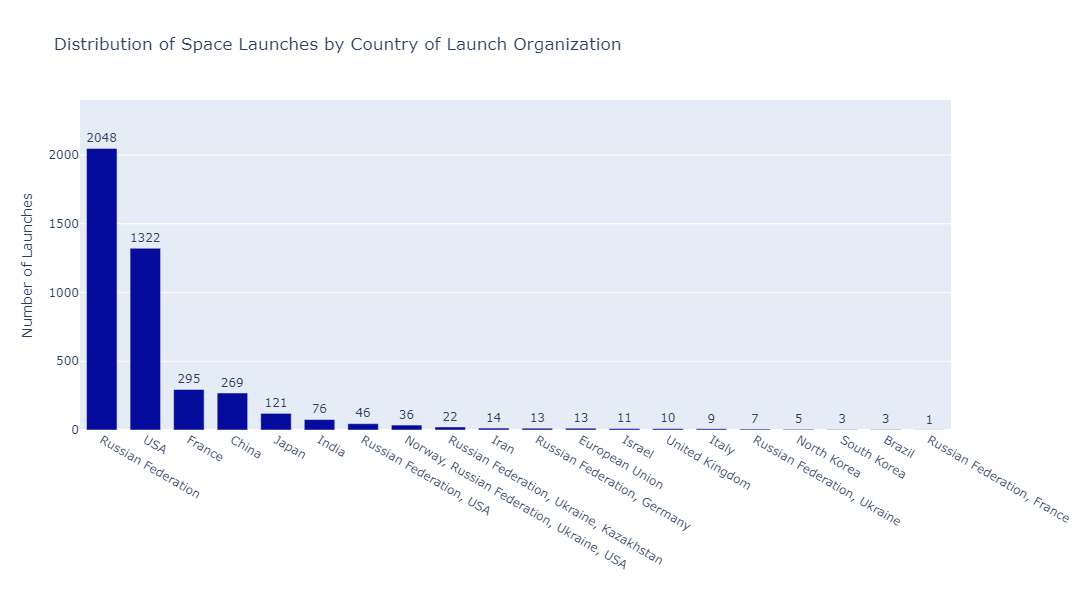 Distribution of Space Launches by Country of Launch Organization
Number of Launches
2000
1500
1000
500
0
2048
1322
295
269
121
76
46
36
22
14
13
13
11
10
9
7
5
3
3
1
Russian Federation
USA
France
China
Japan
India
Russian Federation, USA
Norway, Russian Federation, Ukraine, USA
Russian Federation, Ukraine, Kazakhstan
Iran
Russian Federation, Germany
European Union
Israel
United Kingdom
Italy
Russian Federation, Ukraine
North Korea
South Korea
Brazil
Russian Federation, France